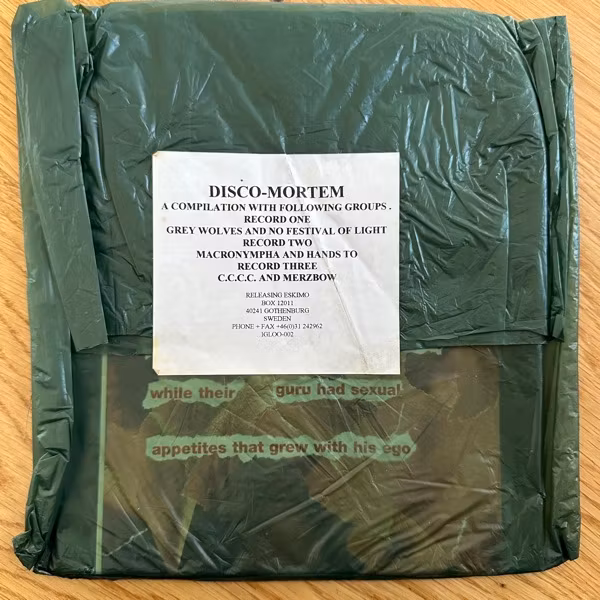 DISCO-MORTEM
A COMPILATION WITH FOLLOWING GROUPS .
RECORD ONE
GREY WOLVES AND NO FESTIVAL OF LIGHT
RECORD TWO
MACRONYMPHA AND HANDS TO
RECORD THREE
C.C.C.C. AND MERZBOW
RELEASING ESKIMO
BOX 12011
40241 GOTHENBURG
SWEDEN
PHONE + FAX +46(0)31 242962
IGLOO-002
while their guru had sexual
appetites that grew with his ego